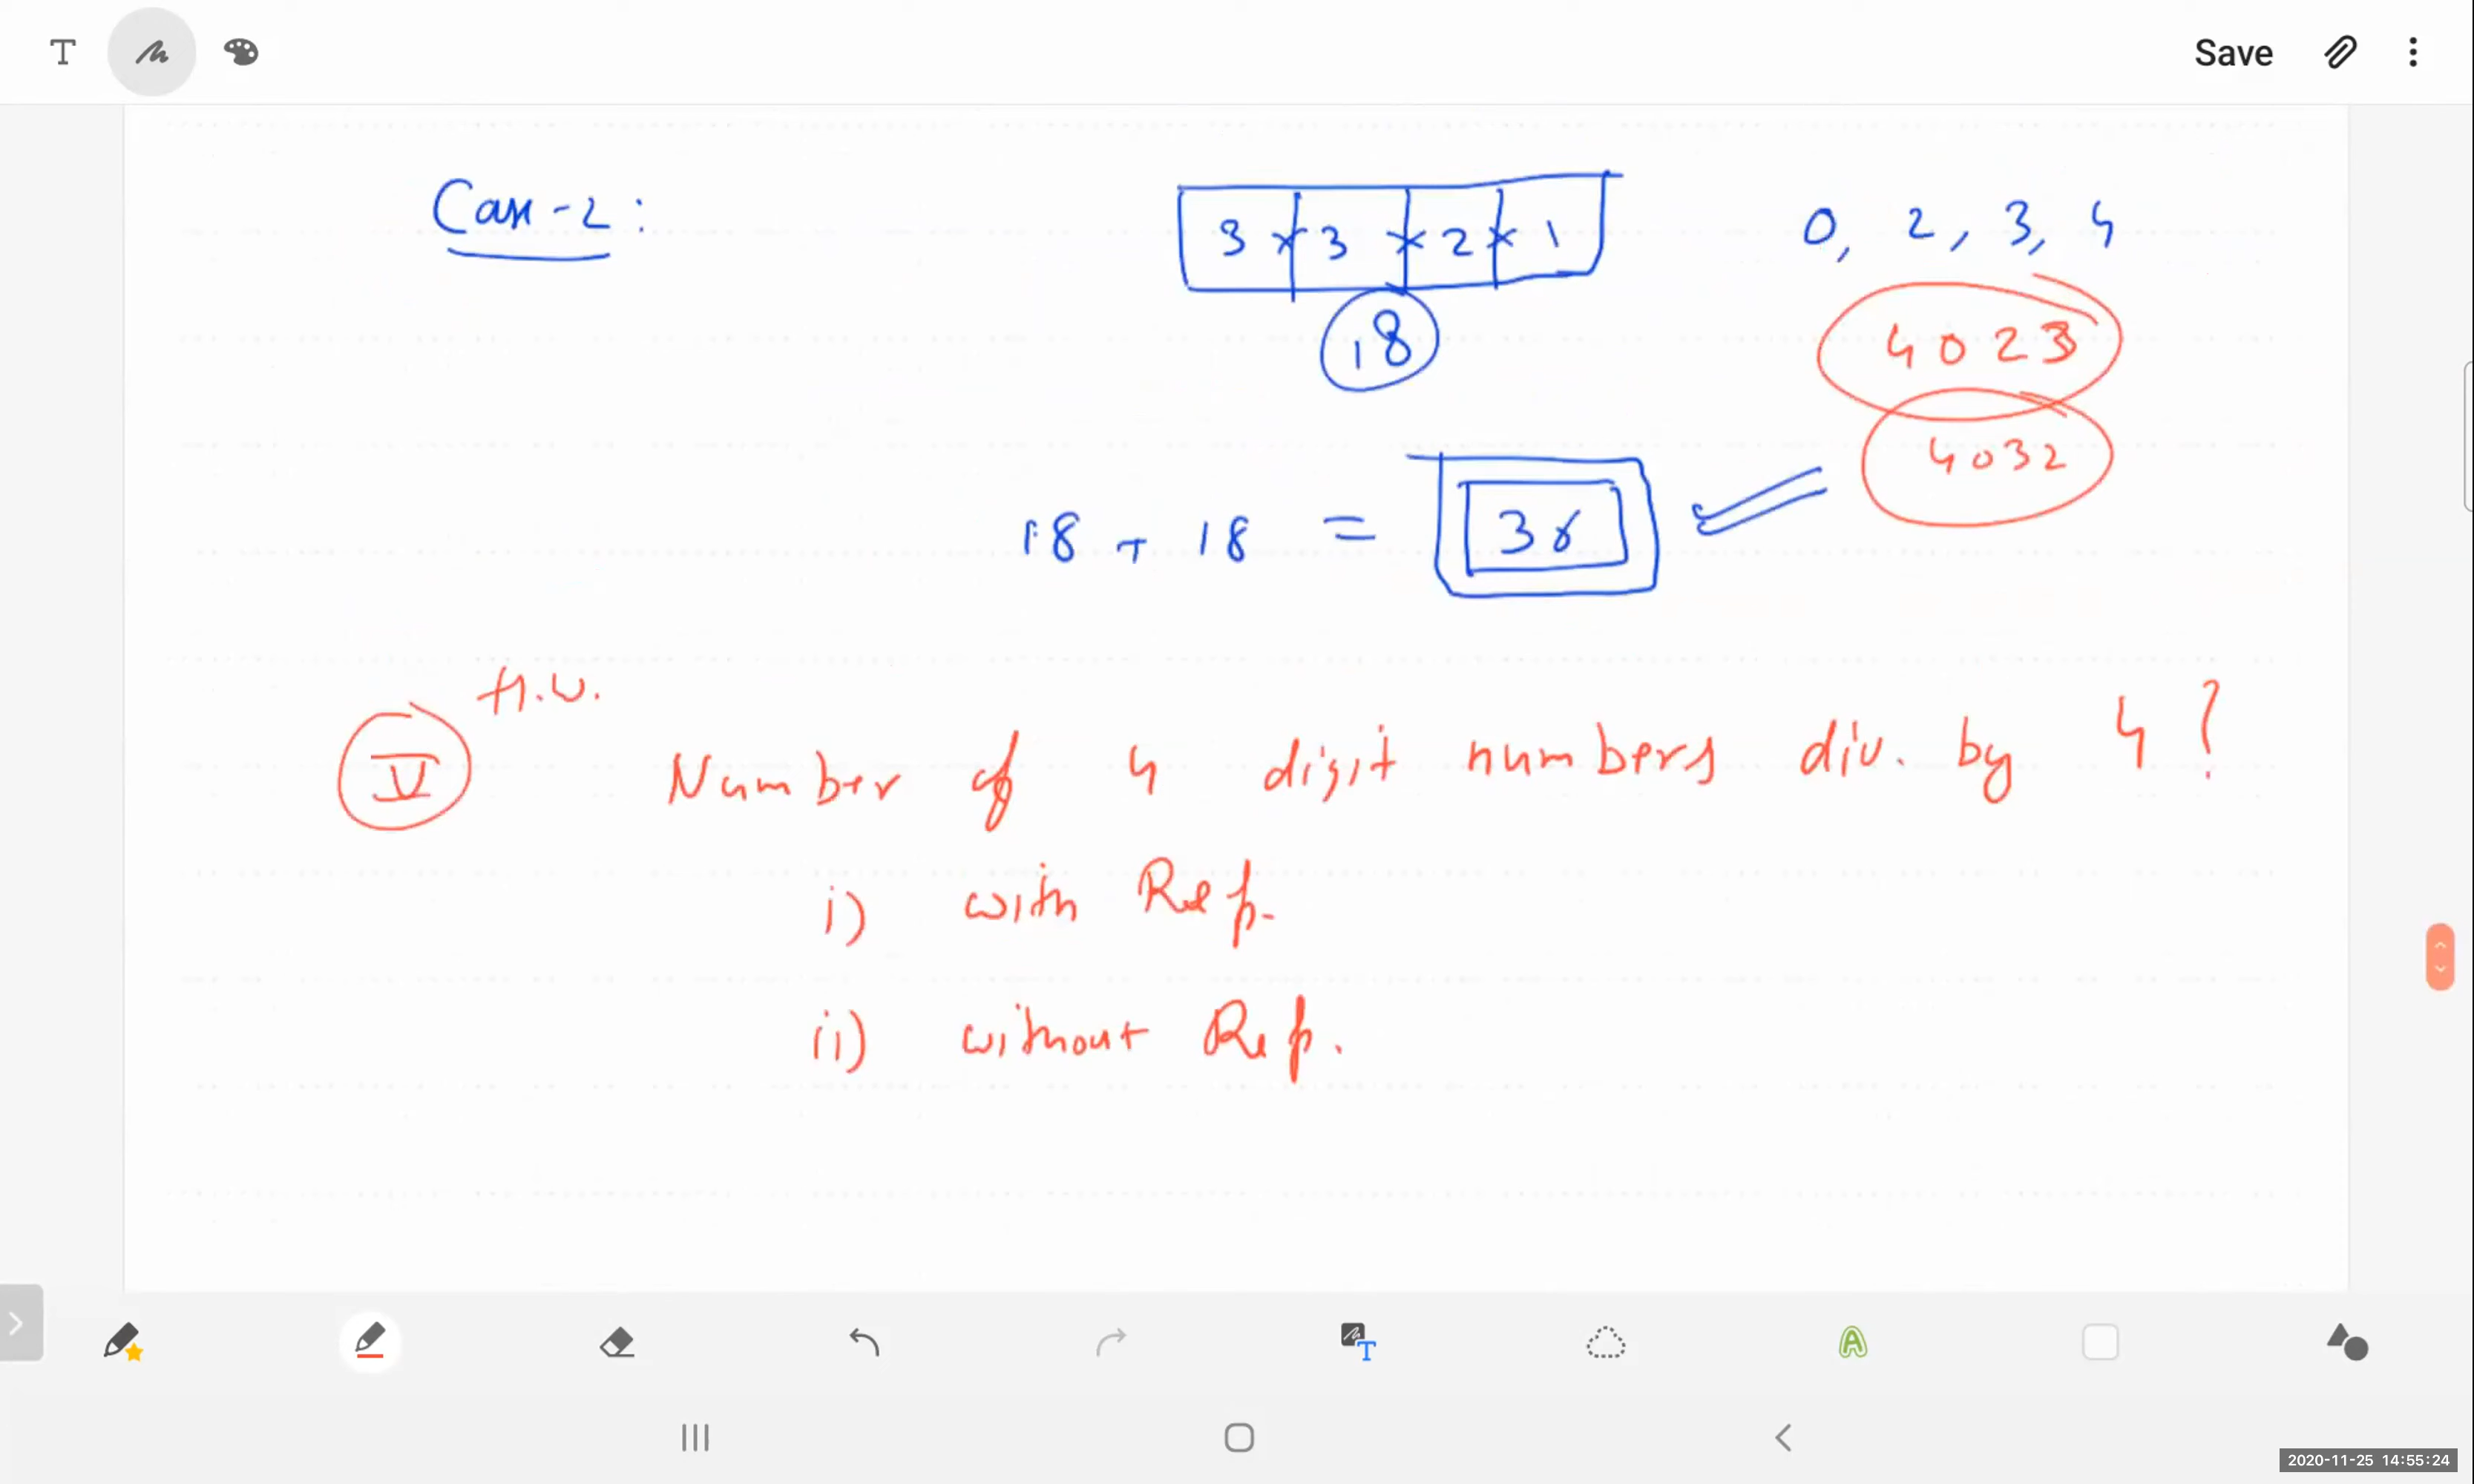 Save
Case-2:
3 × 3 × 2 × 1
0, 2, 3, 4
18
4023
4032
18 + 18 = 36
H.W.
V Number of 4 digit numbers div. by 4?
i) with Rep.
ii) without Rep.
2020-11-25 14:55:24